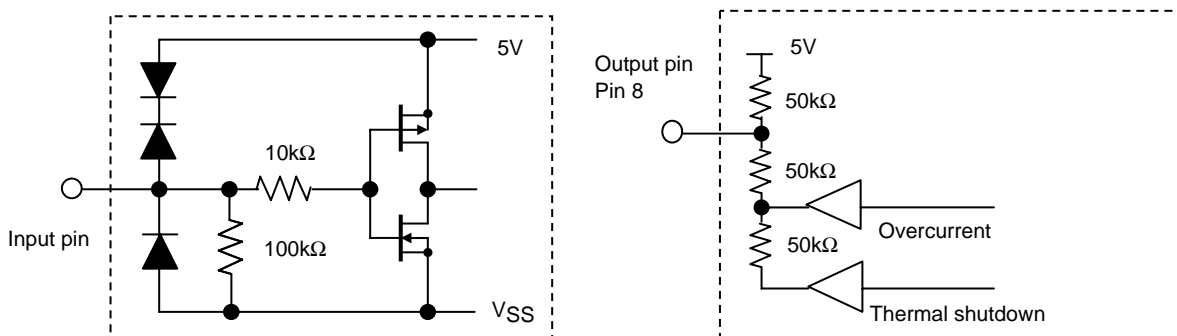 5V
10kΩ
Input pin
100kΩ
VSS
Output pin
Pin 8
5V
50kΩ
50kΩ
Overcurrent
50kΩ
Thermal shutdown